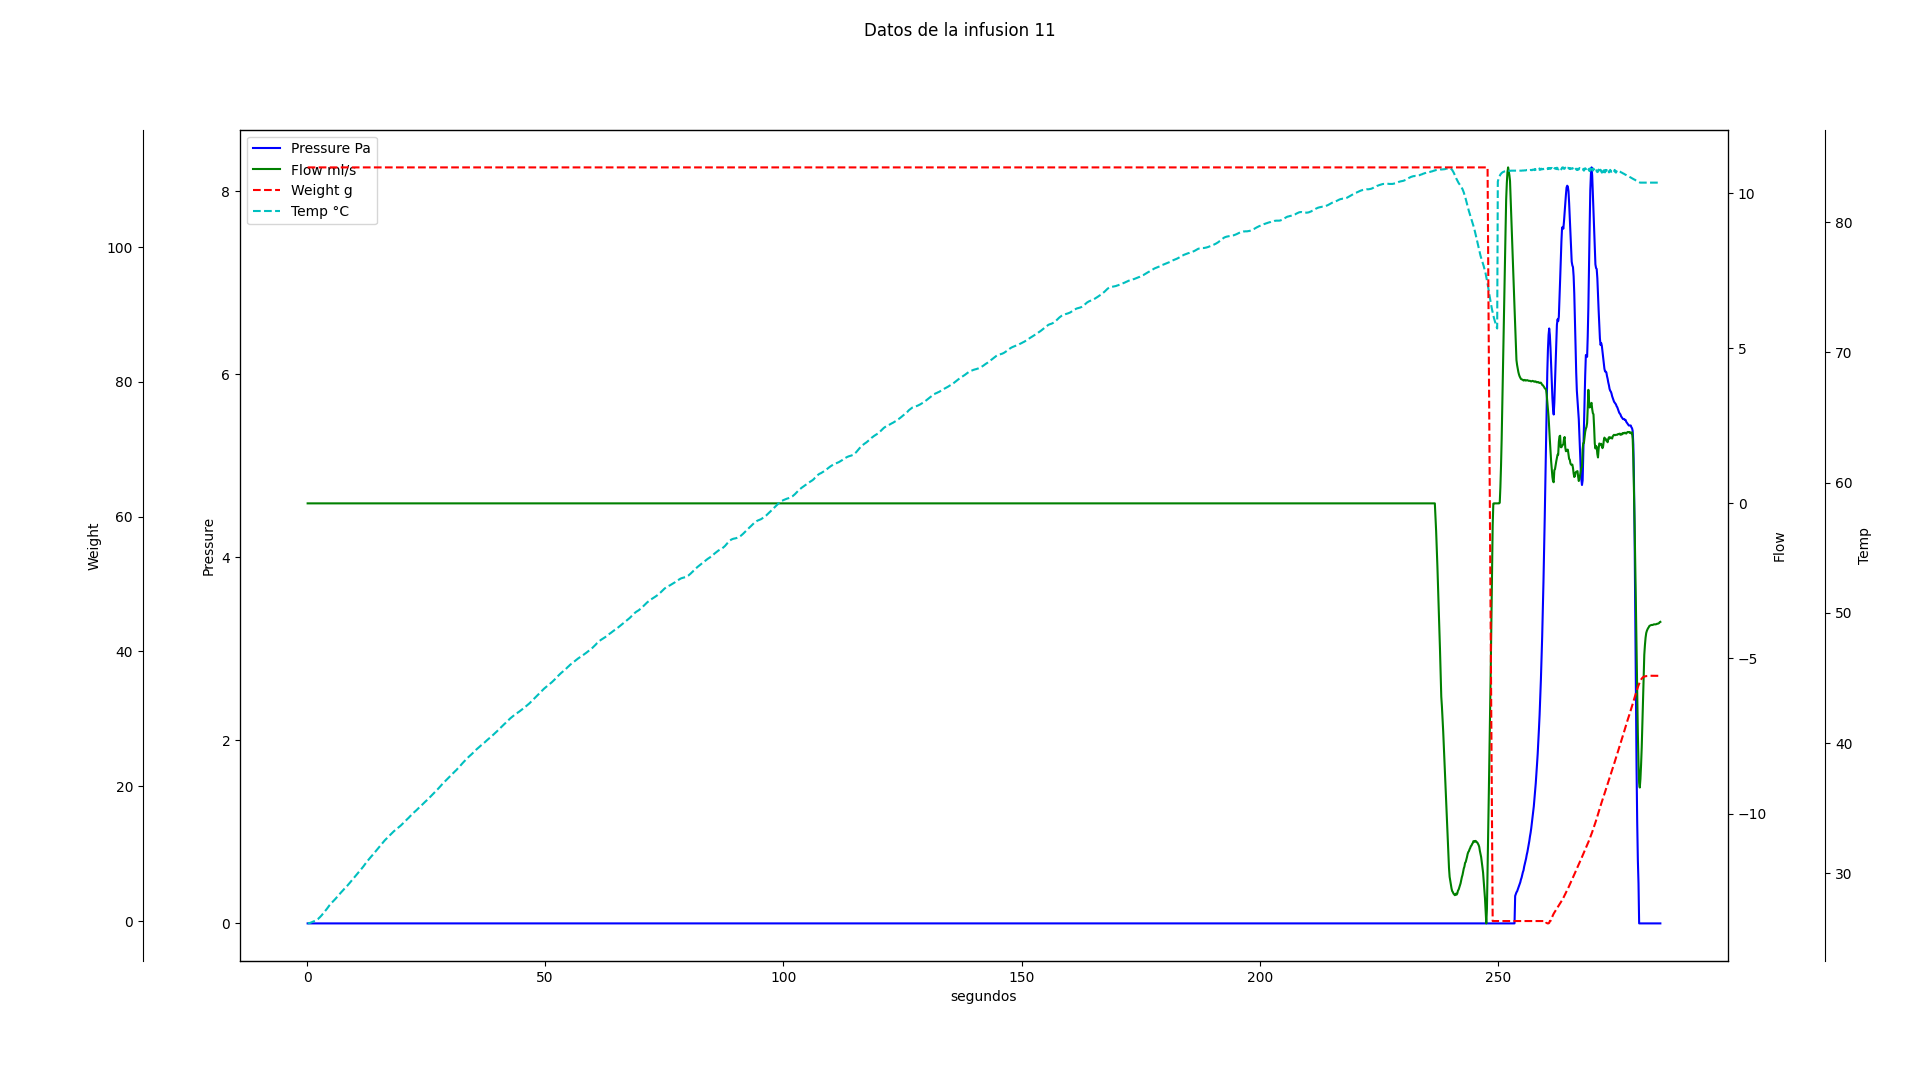 Datos de la infusion 11
Pressure Pa
Flow ml/s
Weight g
Temp °C
Weight
0
20
40
60
80
100
Pressure
0
2
4
6
8
Flow
10
5
0
−5
−10
Temp
80
70
60
50
40
30
0 50 100 150 200 250
segundos